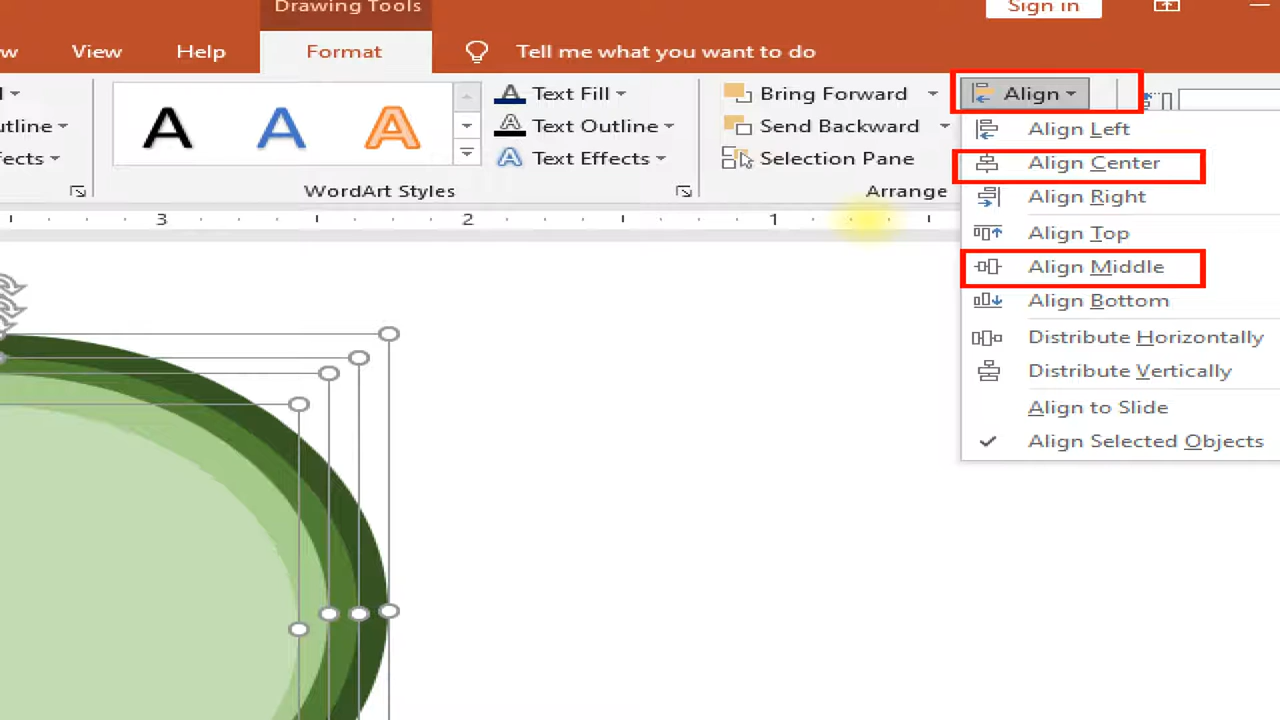 Drawing Tools
Sign in
View
Help
Format
Tell me what you want to do
A A A
Text Fill
Text Outline
Text Effects
WordArt Styles
Bring Forward
Send Backward
Selection Pane
Arrange
Align
Align Left
Align Center
Align Right
Align Top
Align Middle
Align Bottom
Distribute Horizontally
Distribute Vertically
Align to Slide
Align Selected Objects
3 2 1